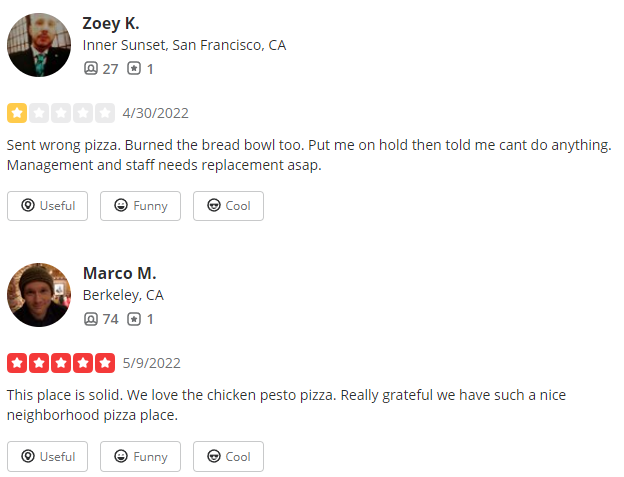 Zoey K.
Inner Sunset, San Francisco, CA
27 1
4/30/2022
Sent wrong pizza. Burned the bread bowl too. Put me on hold then told me cant do anything.
Management and staff needs replacement asap.
Useful Funny Cool
Marco M.
Berkeley, CA
74 1
5/9/2022
This place is solid. We love the chicken pesto pizza. Really grateful we have such a nice
neighborhood pizza place.
Useful Funny Cool